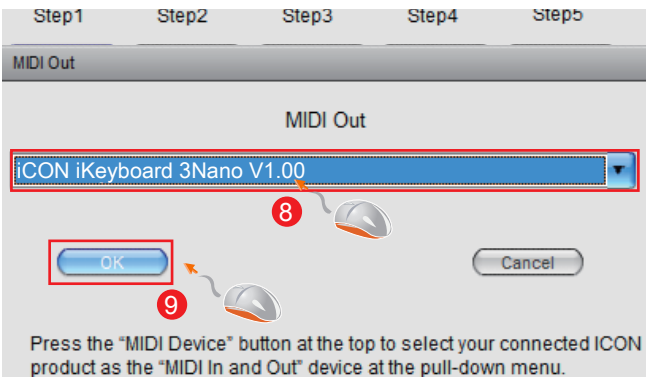 Step1 Step2 Step3 Step4 Step5
MIDI Out
MIDI Out
iCON iKeyboard 3Nano V1.00
8
OK Cancel
9
Press the “MIDI Device” button at the top to select your connected ICON
product as the “MIDI In and Out” device at the pull-down menu.